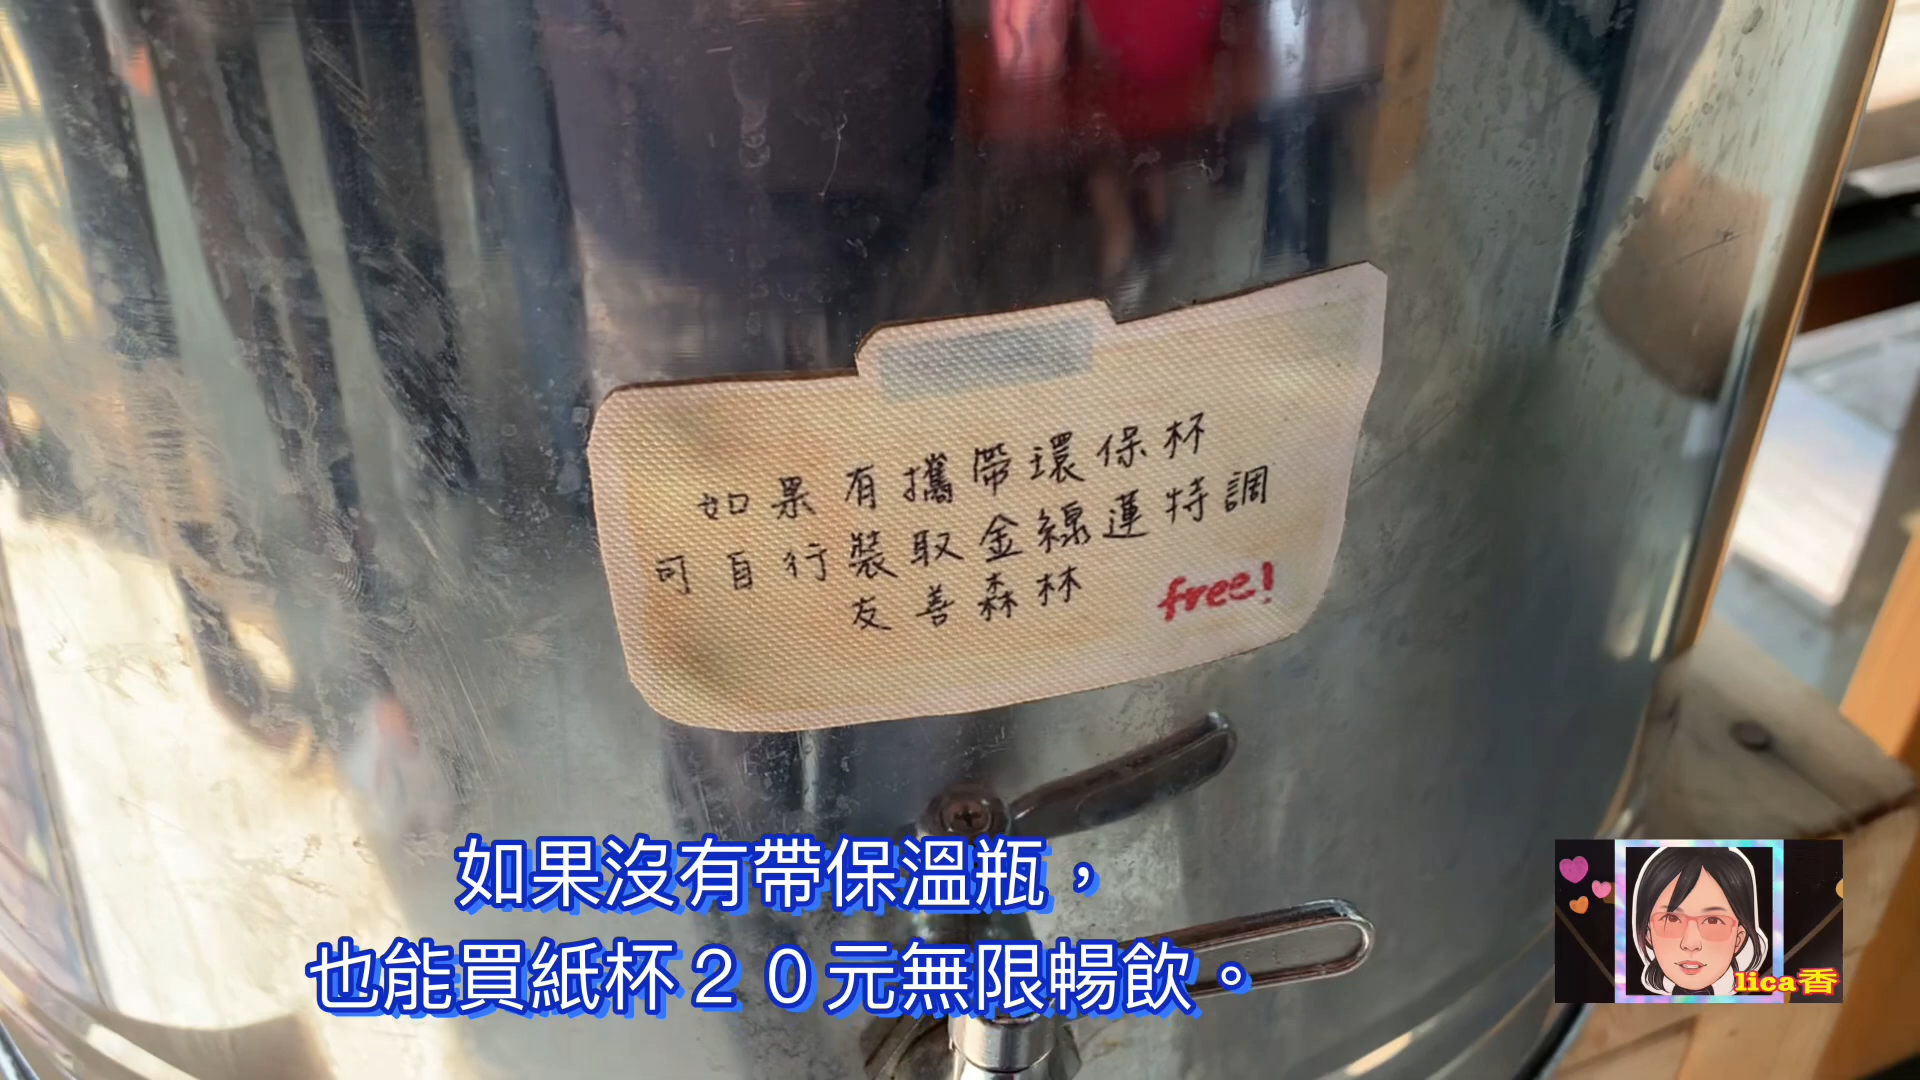 如果有攜帶環保杯
可自行裝取金線蓮特調
友善森林 free!
如果沒有帶保溫瓶，
也能買紙杯２０元無限暢飲。
lica香